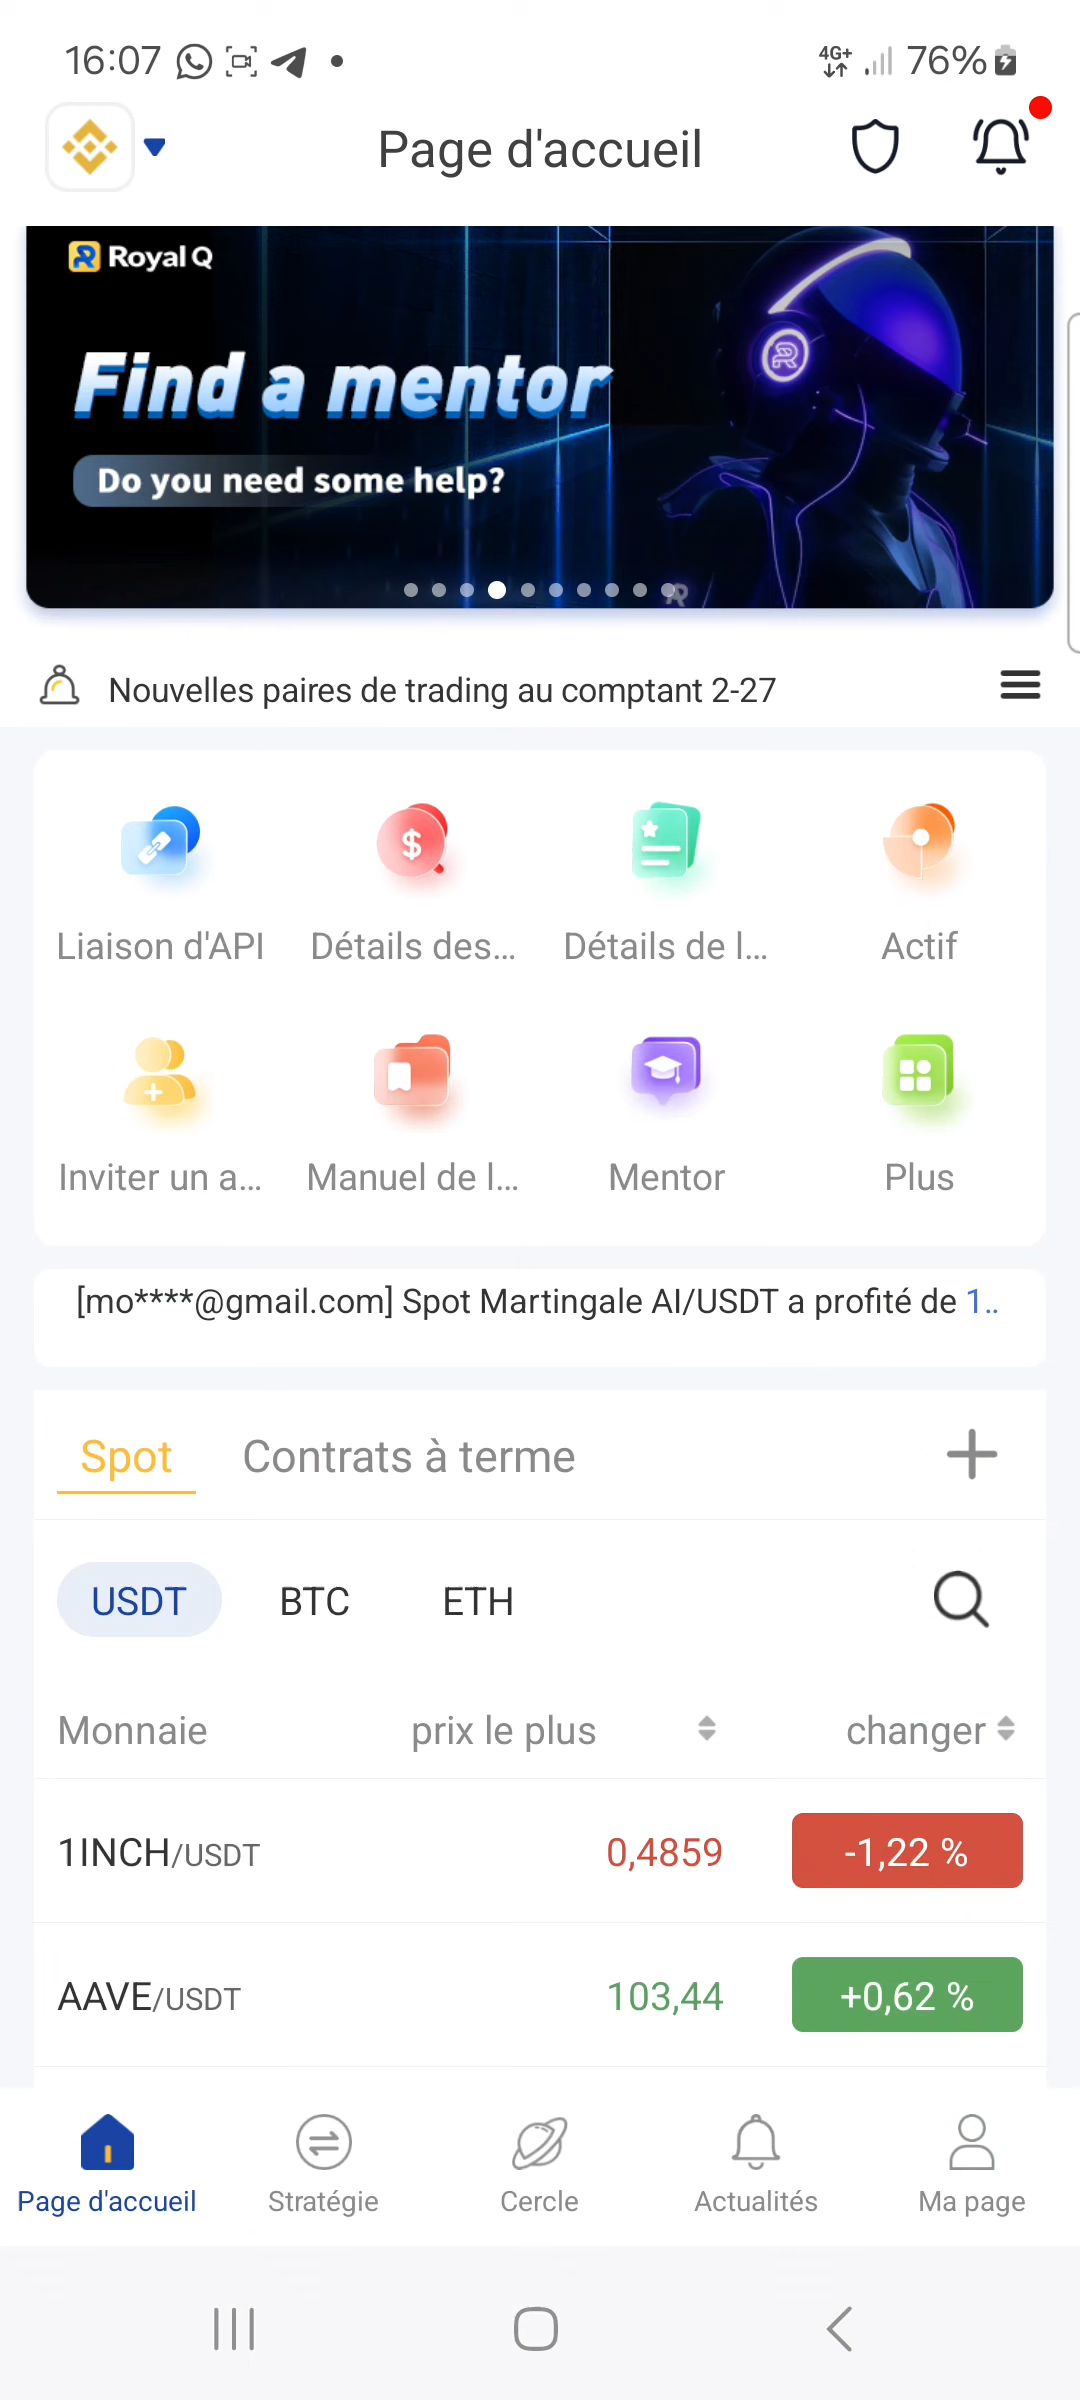 16:07
4G+
76%
Page d'accueil
Royal Q
Find a mentor
Do you need some help?
Nouvelles paires de trading au comptant 2-27
Liaison d'API
Détails des...
Détails de l...
Actif
Inviter un a...
Manuel de l...
Mentor
Plus
[mo****@gmail.com] Spot Martingale AI/USDT a profité de 1..
Spot
Contrats à terme
USDT
BTC
ETH
Monnaie
prix le plus
changer
1INCH/USDT
0,4859
-1,22 %
AAVE/USDT
103,44
+0,62 %
Page d'accueil
Stratégie
Cercle
Actualités
Ma page